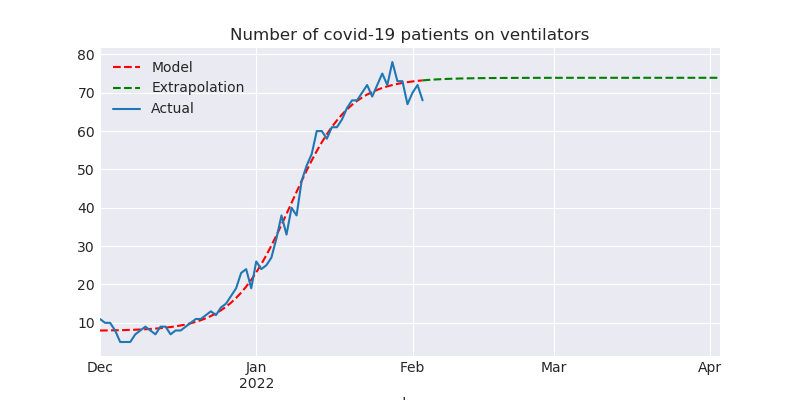 Number of covid-19 patients on ventilators
80
70
60
50
40
30
20
10
Model
Extrapolation
Actual
Dec
Jan
2022
Feb
Mar
Apr